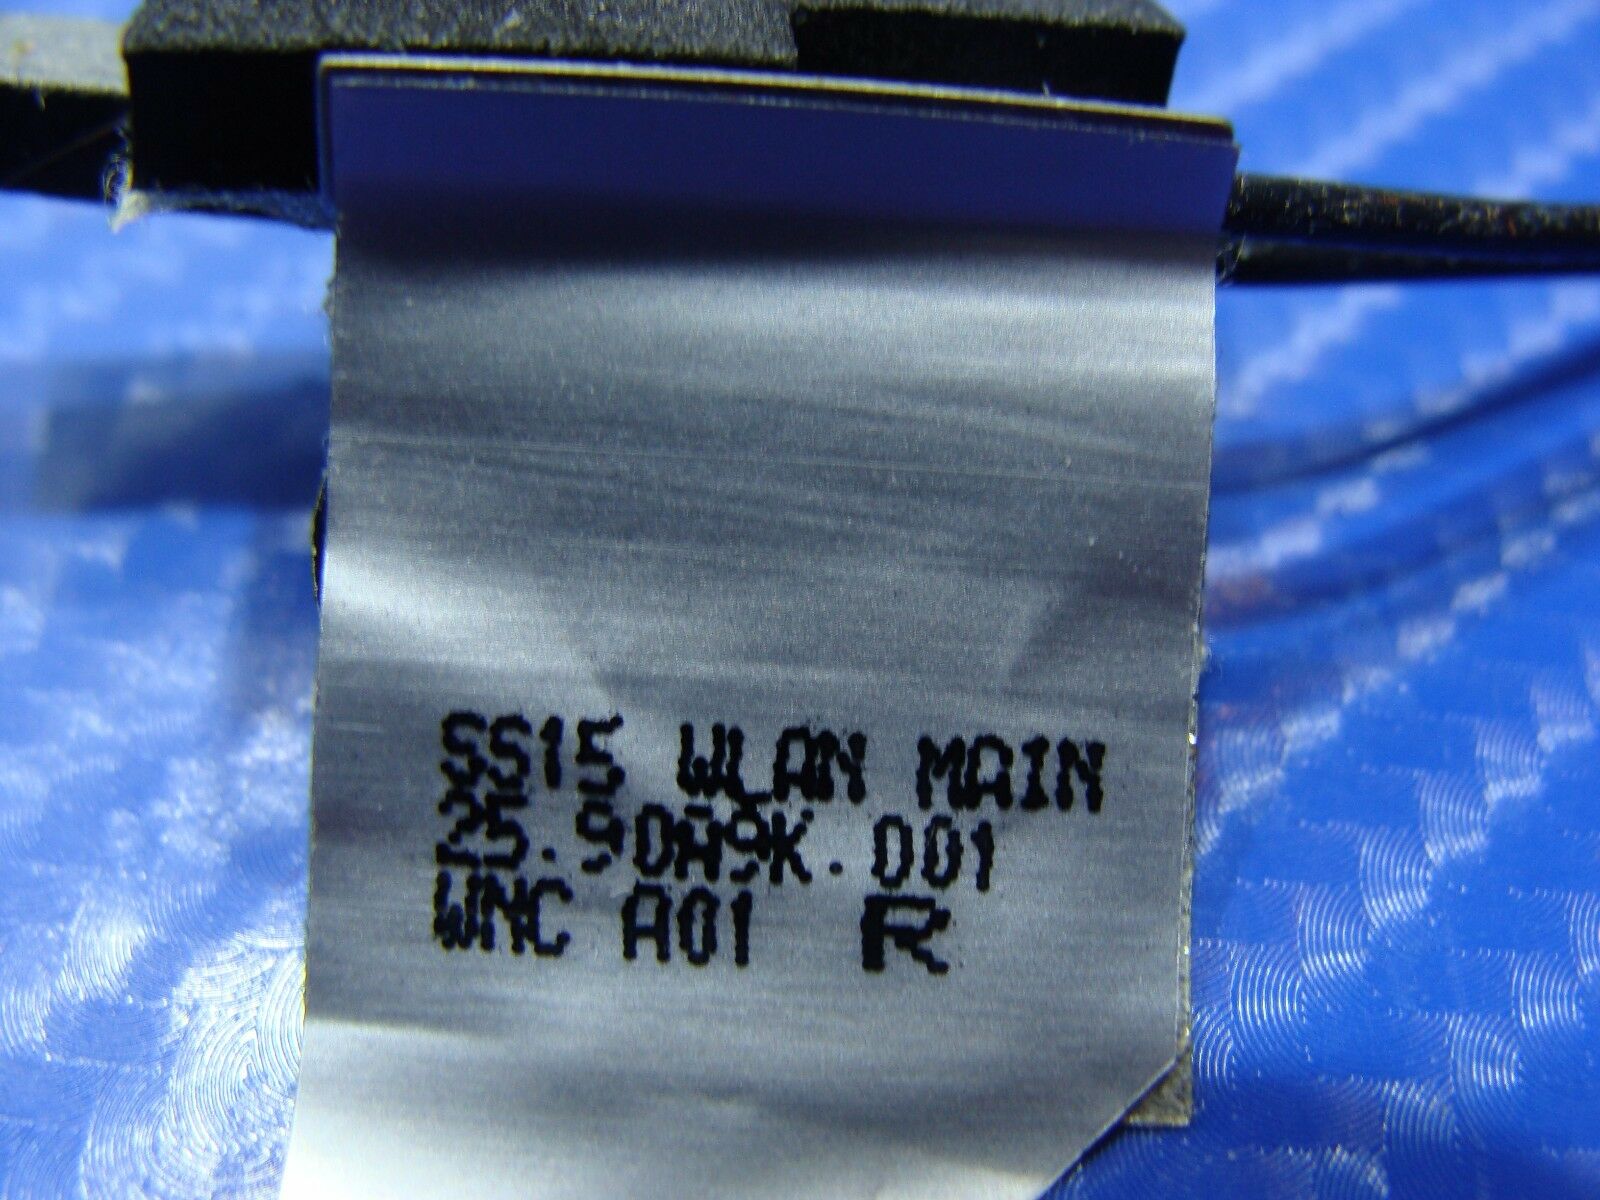 SS15 WLAN MAIN
25.90A9K.001
WNC A01 R